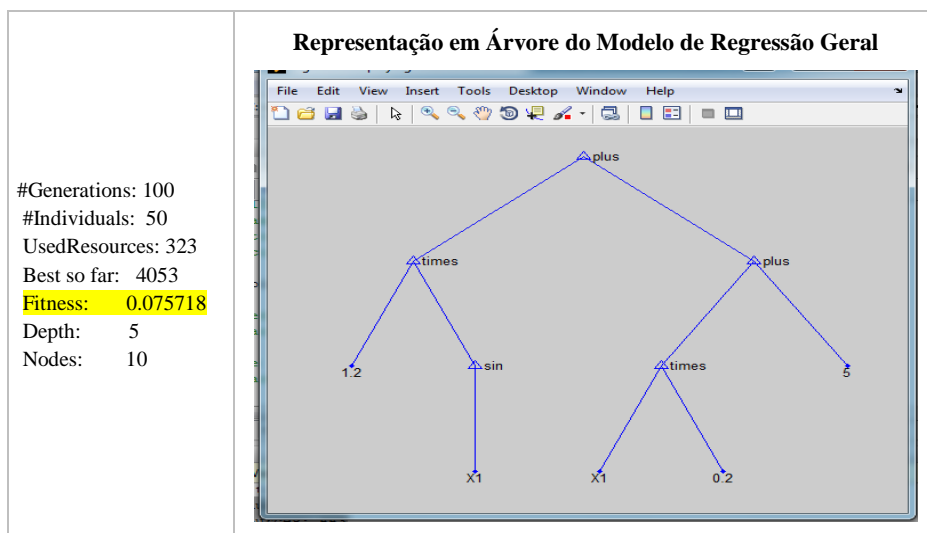 Representação em Árvore do Modelo de Regressão Geral
#Generations: 100
#Individuals: 50
UsedResources: 323
Best so far: 4053
Fitness: 0.075718
Depth: 5
Nodes: 10
File Edit View Insert Tools Desktop Window Help
plus
times
plus
1.2
sin
times
5
X1
X1
0.2